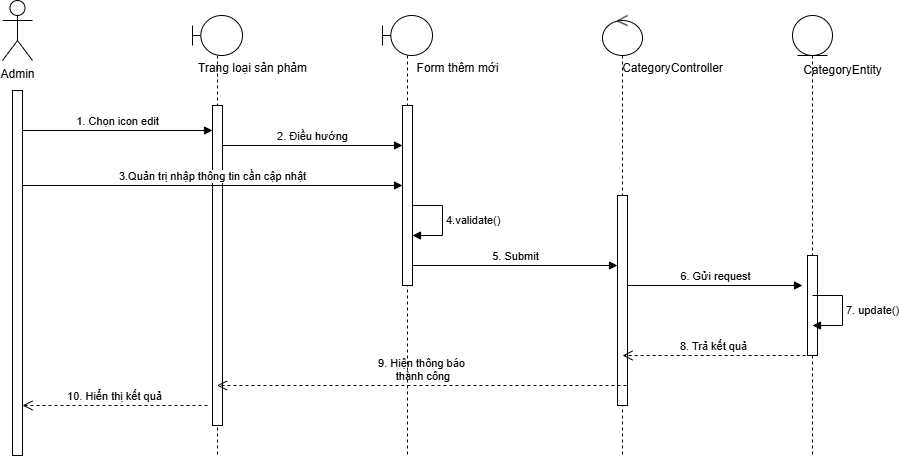 Admin
Trang loại sản phảm
Form thêm mới
CategoryController
CategoryEntity
1. Chọn icon edit
2. Điều hướng
3.Quản trị nhập thông tin cần cập nhật
4.validate()
5. Submit
6. Gửi request
7. update()
8. Trả kết quả
9. Hiện thông báo
thành công
10. Hiển thị kết quả